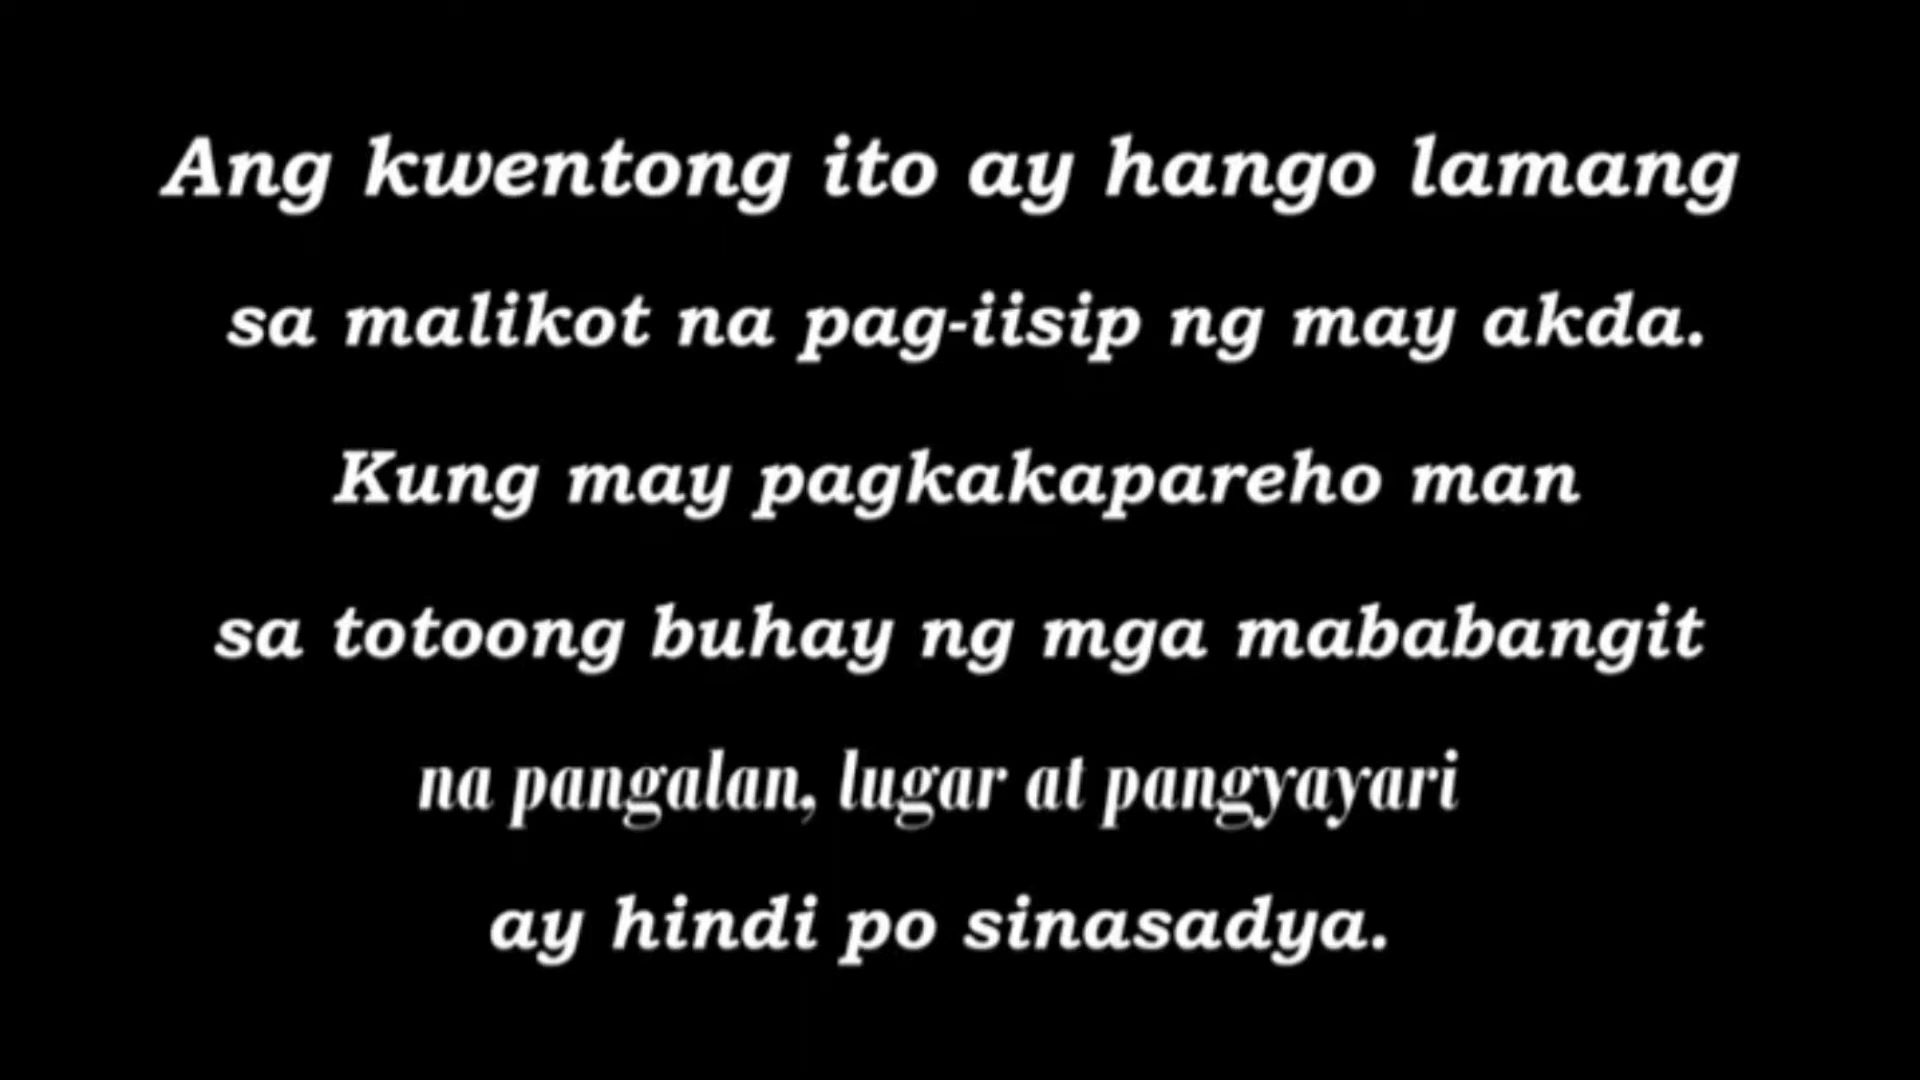 Ang kwentong ito ay hango lamang
sa malikot na pag-iisip ng may akda.
Kung may pagkakapareho man
sa totoong buhay ng mga mababangit
na pangalan, lugar at pangyayari
ay hindi po sinasadya.